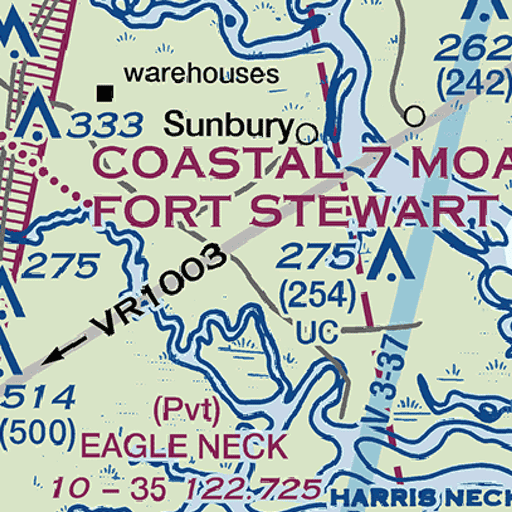 262
(242)
warehouses
333
Sunbury
COASTAL 7 MOA
FORT STEWART
275
275
(254)
VR1003
UC
V 3-37
514
(500)
(Pvt)
EAGLE NECK
10 - 35 122.725
HARRIS NECK